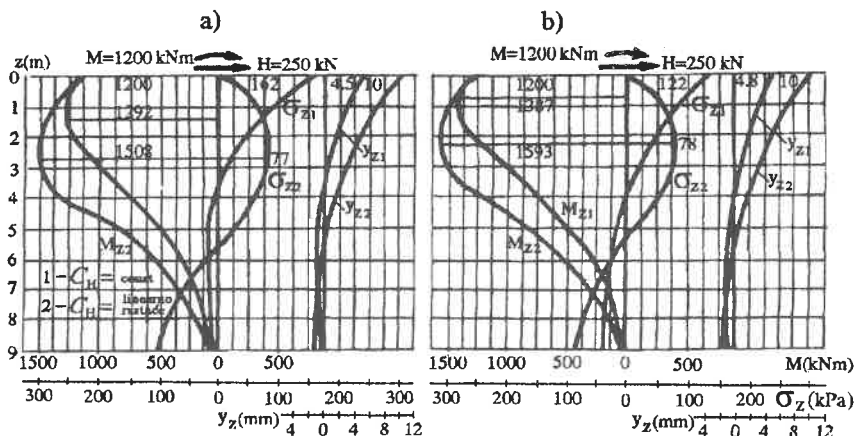 a)
b)
z(m)
M=1200 kNm
H=250 kN
M=1200 kNm
H=250 kN
0
1200
162
4.5
10
1200
122
4.8
10
1
1292
σz1
1387
σz1
2
1508
77
yz1
1593
78
yz1
3
σz2
σz2
yz2
4
yz2
Mz1
5
Mz2
Mz2
6
1-CH= const
7
2-CH= linearno
8
9
1500 1000 500 0 500
1500 1000 500 0 500 M(kNm)
300 200 100 0 100 200 300
300 200 100 0 100 200 σz(kPa)
yz(mm) 4 0 4 8 12
yz(mm) 4 0 4 8 12